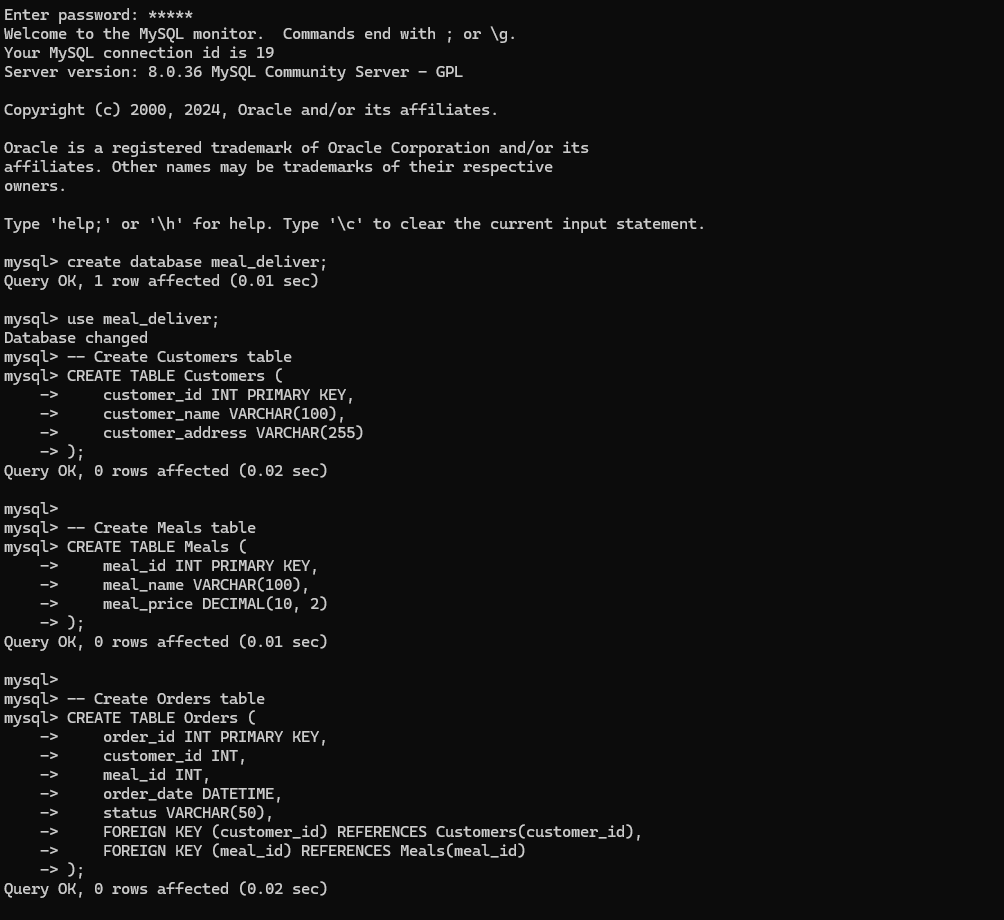 Enter password: *****
Welcome to the MySQL monitor.  Commands end with ; or \g.
Your MySQL connection id is 19
Server version: 8.0.36 MySQL Community Server - GPL

Copyright (c) 2000, 2024, Oracle and/or its affiliates.

Oracle is a registered trademark of Oracle Corporation and/or its
affiliates. Other names may be trademarks of their respective
owners.

Type 'help;' or '\h' for help. Type '\c' to clear the current input statement.

mysql> create database meal_deliver;
Query OK, 1 row affected (0.01 sec)

mysql> use meal_deliver;
Database changed
mysql> -- Create Customers table
mysql> CREATE TABLE Customers (
    ->     customer_id INT PRIMARY KEY,
    ->     customer_name VARCHAR(100),
    ->     customer_address VARCHAR(255)
    -> );
Query OK, 0 rows affected (0.02 sec)

mysql>
mysql> -- Create Meals table
mysql> CREATE TABLE Meals (
    ->     meal_id INT PRIMARY KEY,
    ->     meal_name VARCHAR(100),
    ->     meal_price DECIMAL(10, 2)
    -> );
Query OK, 0 rows affected (0.01 sec)

mysql>
mysql> -- Create Orders table
mysql> CREATE TABLE Orders (
    ->     order_id INT PRIMARY KEY,
    ->     customer_id INT,
    ->     meal_id INT,
    ->     order_date DATETIME,
    ->     status VARCHAR(50),
    ->     FOREIGN KEY (customer_id) REFERENCES Customers(customer_id),
    ->     FOREIGN KEY (meal_id) REFERENCES Meals(meal_id)
    -> );
Query OK, 0 rows affected (0.02 sec)